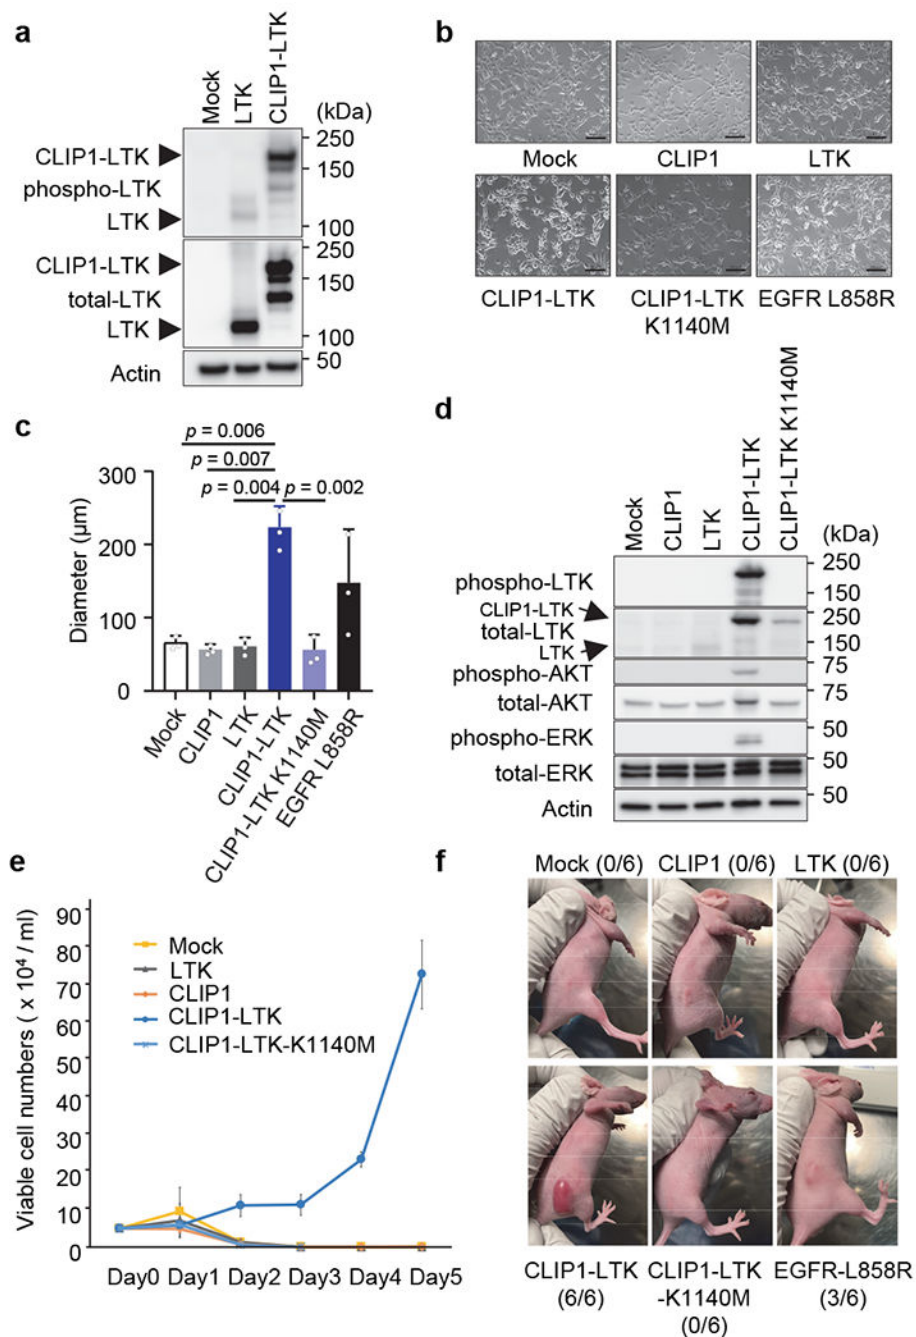 a
Mock
LTK
CLIP1-LTK
(kDa)
250
CLIP1-LTK
150
phospho-LTK
LTK
100
250
CLIP1-LTK
150
total-LTK
LTK
100
50
Actin
b
Mock
CLIP1
LTK
CLIP1-LTK
CLIP1-LTK
K1140M
EGFR L858R
c
p = 0.006
p = 0.007
p = 0.004
p = 0.002
Diameter (μm)
300
200
100
0
Mock
CLIP1
LTK
CLIP1-LTK
CLIP1-LTK K1140M
EGFR L858R
d
Mock
CLIP1
LTK
CLIP1-LTK
CLIP1-LTK K1140M
(kDa)
250
phospho-LTK
150
CLIP1-LTK
250
total-LTK
150
LTK
75
phospho-AKT
75
total-AKT
50
phospho-ERK
50
total-ERK
50
Actin
e
Viable cell numbers ( x 10⁴ / ml)
90
80
70
60
50
40
30
20
10
0
Mock
LTK
CLIP1
CLIP1-LTK
CLIP1-LTK-K1140M
Day0 Day1 Day2 Day3 Day4 Day5
f
Mock (0/6) CLIP1 (0/6) LTK (0/6)
CLIP1-LTK
(6/6)
CLIP1-LTK
-K1140M
(0/6)
EGFR-L858R
(3/6)